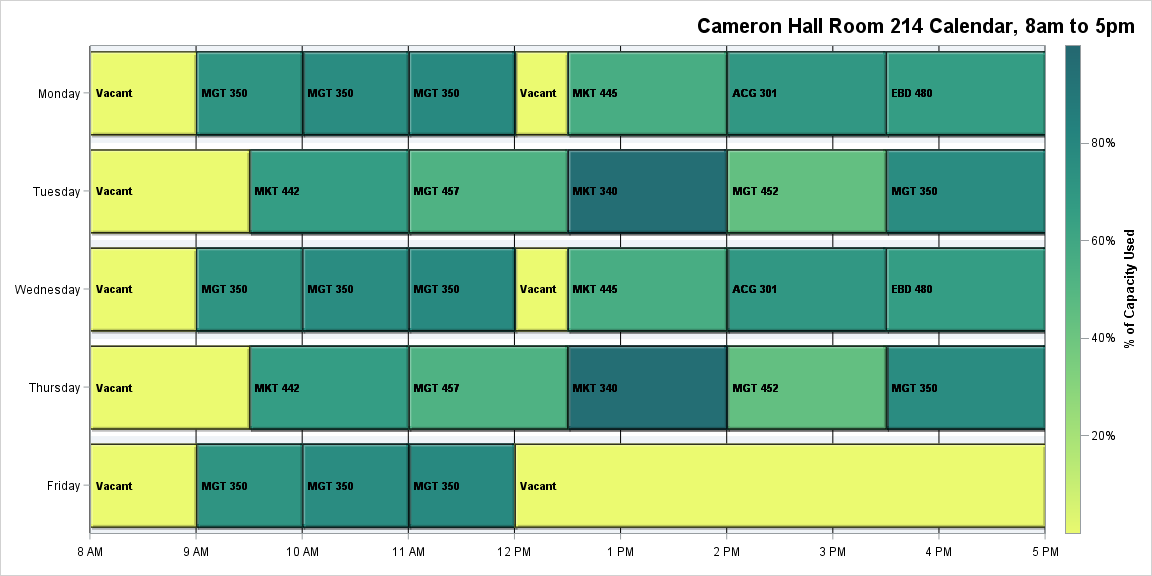 Cameron Hall Room 214 Calendar, 8am to 5pm
Monday
Vacant
MGT 350
MGT 350
MGT 350
Vacant
MKT 445
ACG 301
EBD 480
Tuesday
Vacant
MKT 442
MGT 457
MKT 340
MGT 452
MGT 350
Wednesday
Vacant
MGT 350
MGT 350
MGT 350
Vacant
MKT 445
ACG 301
EBD 480
Thursday
Vacant
MKT 442
MGT 457
MKT 340
MGT 452
MGT 350
Friday
Vacant
MGT 350
MGT 350
MGT 350
Vacant
8 AM
9 AM
10 AM
11 AM
12 PM
1 PM
2 PM
3 PM
4 PM
5 PM
80%
60%
40%
20%
% of Capacity Used